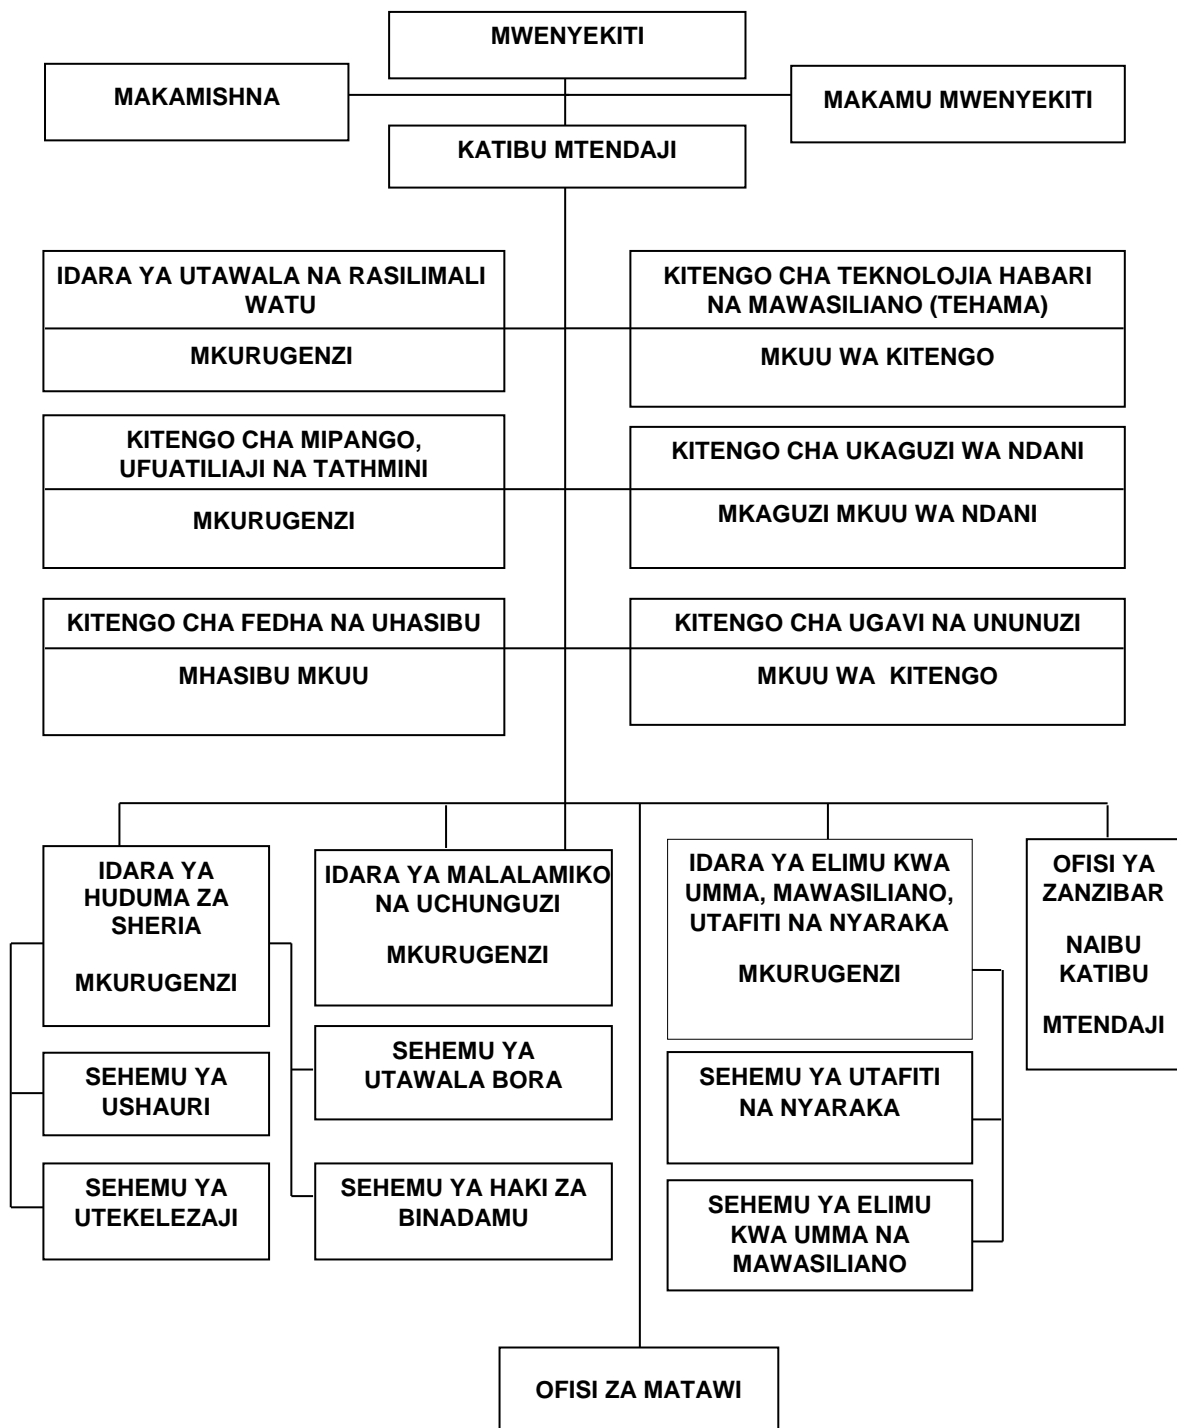 MWENYEKITI
MAKAMISHNA
MAKAMU MWENYEKITI
KATIBU MTENDAJI
IDARA YA UTAWALA NA RASILIMALI
WATU
MKURUGENZI
KITENGO CHA TEKNOLOJIA HABARI
NA MAWASILIANO (TEHAMA)
MKUU WA KITENGO
KITENGO CHA MIPANGO,
UFUATILIAJI NA TATHMINI
MKURUGENZI
KITENGO CHA UKAGUZI WA NDANI
MKAGUZI MKUU WA NDANI
KITENGO CHA FEDHA NA UHASIBU
MHASIBU MKUU
KITENGO CHA UGAVI NA UNUNUZI
MKUU WA KITENGO
IDARA YA
HUDUMA ZA
SHERIA
MKURUGENZI
IDARA YA MALALAMIKO
NA UCHUNGUZI
MKURUGENZI
IDARA YA ELIMU KWA
UMMA, MAWASILIANO,
UTAFITI NA NYARAKA
MKURUGENZI
OFISI YA
ZANZIBAR
NAIBU
KATIBU
MTENDAJI
SEHEMU YA
USHAURI
SEHEMU YA
UTAWALA BORA
SEHEMU YA UTAFITI
NA NYARAKA
SEHEMU YA
UTEKELEZAJI
SEHEMU YA HAKI ZA
BINADAMU
SEHEMU YA ELIMU
KWA UMMA NA
MAWASILIANO
OFISI ZA MATAWI